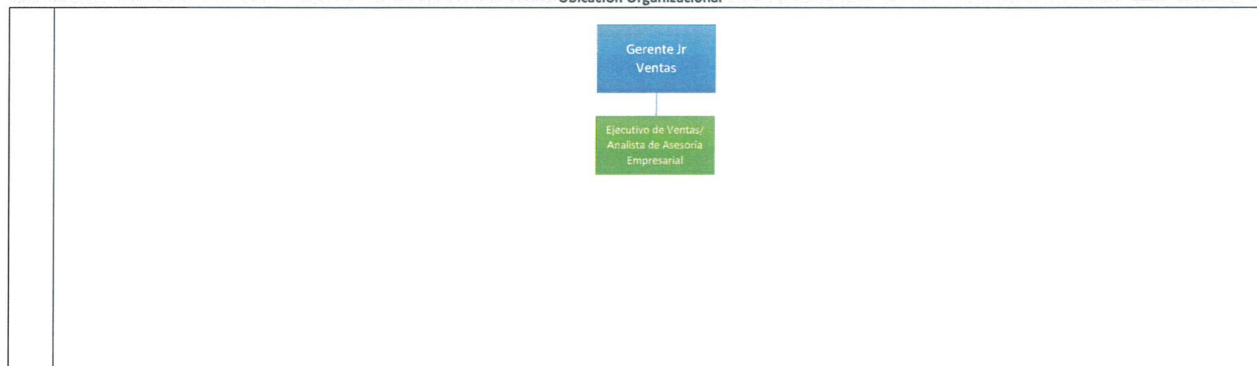 Ubicación Organizacional
Gerente Jr
Ventas
Ejecutivo de Ventas/
Analista de Asesoría
Empresarial